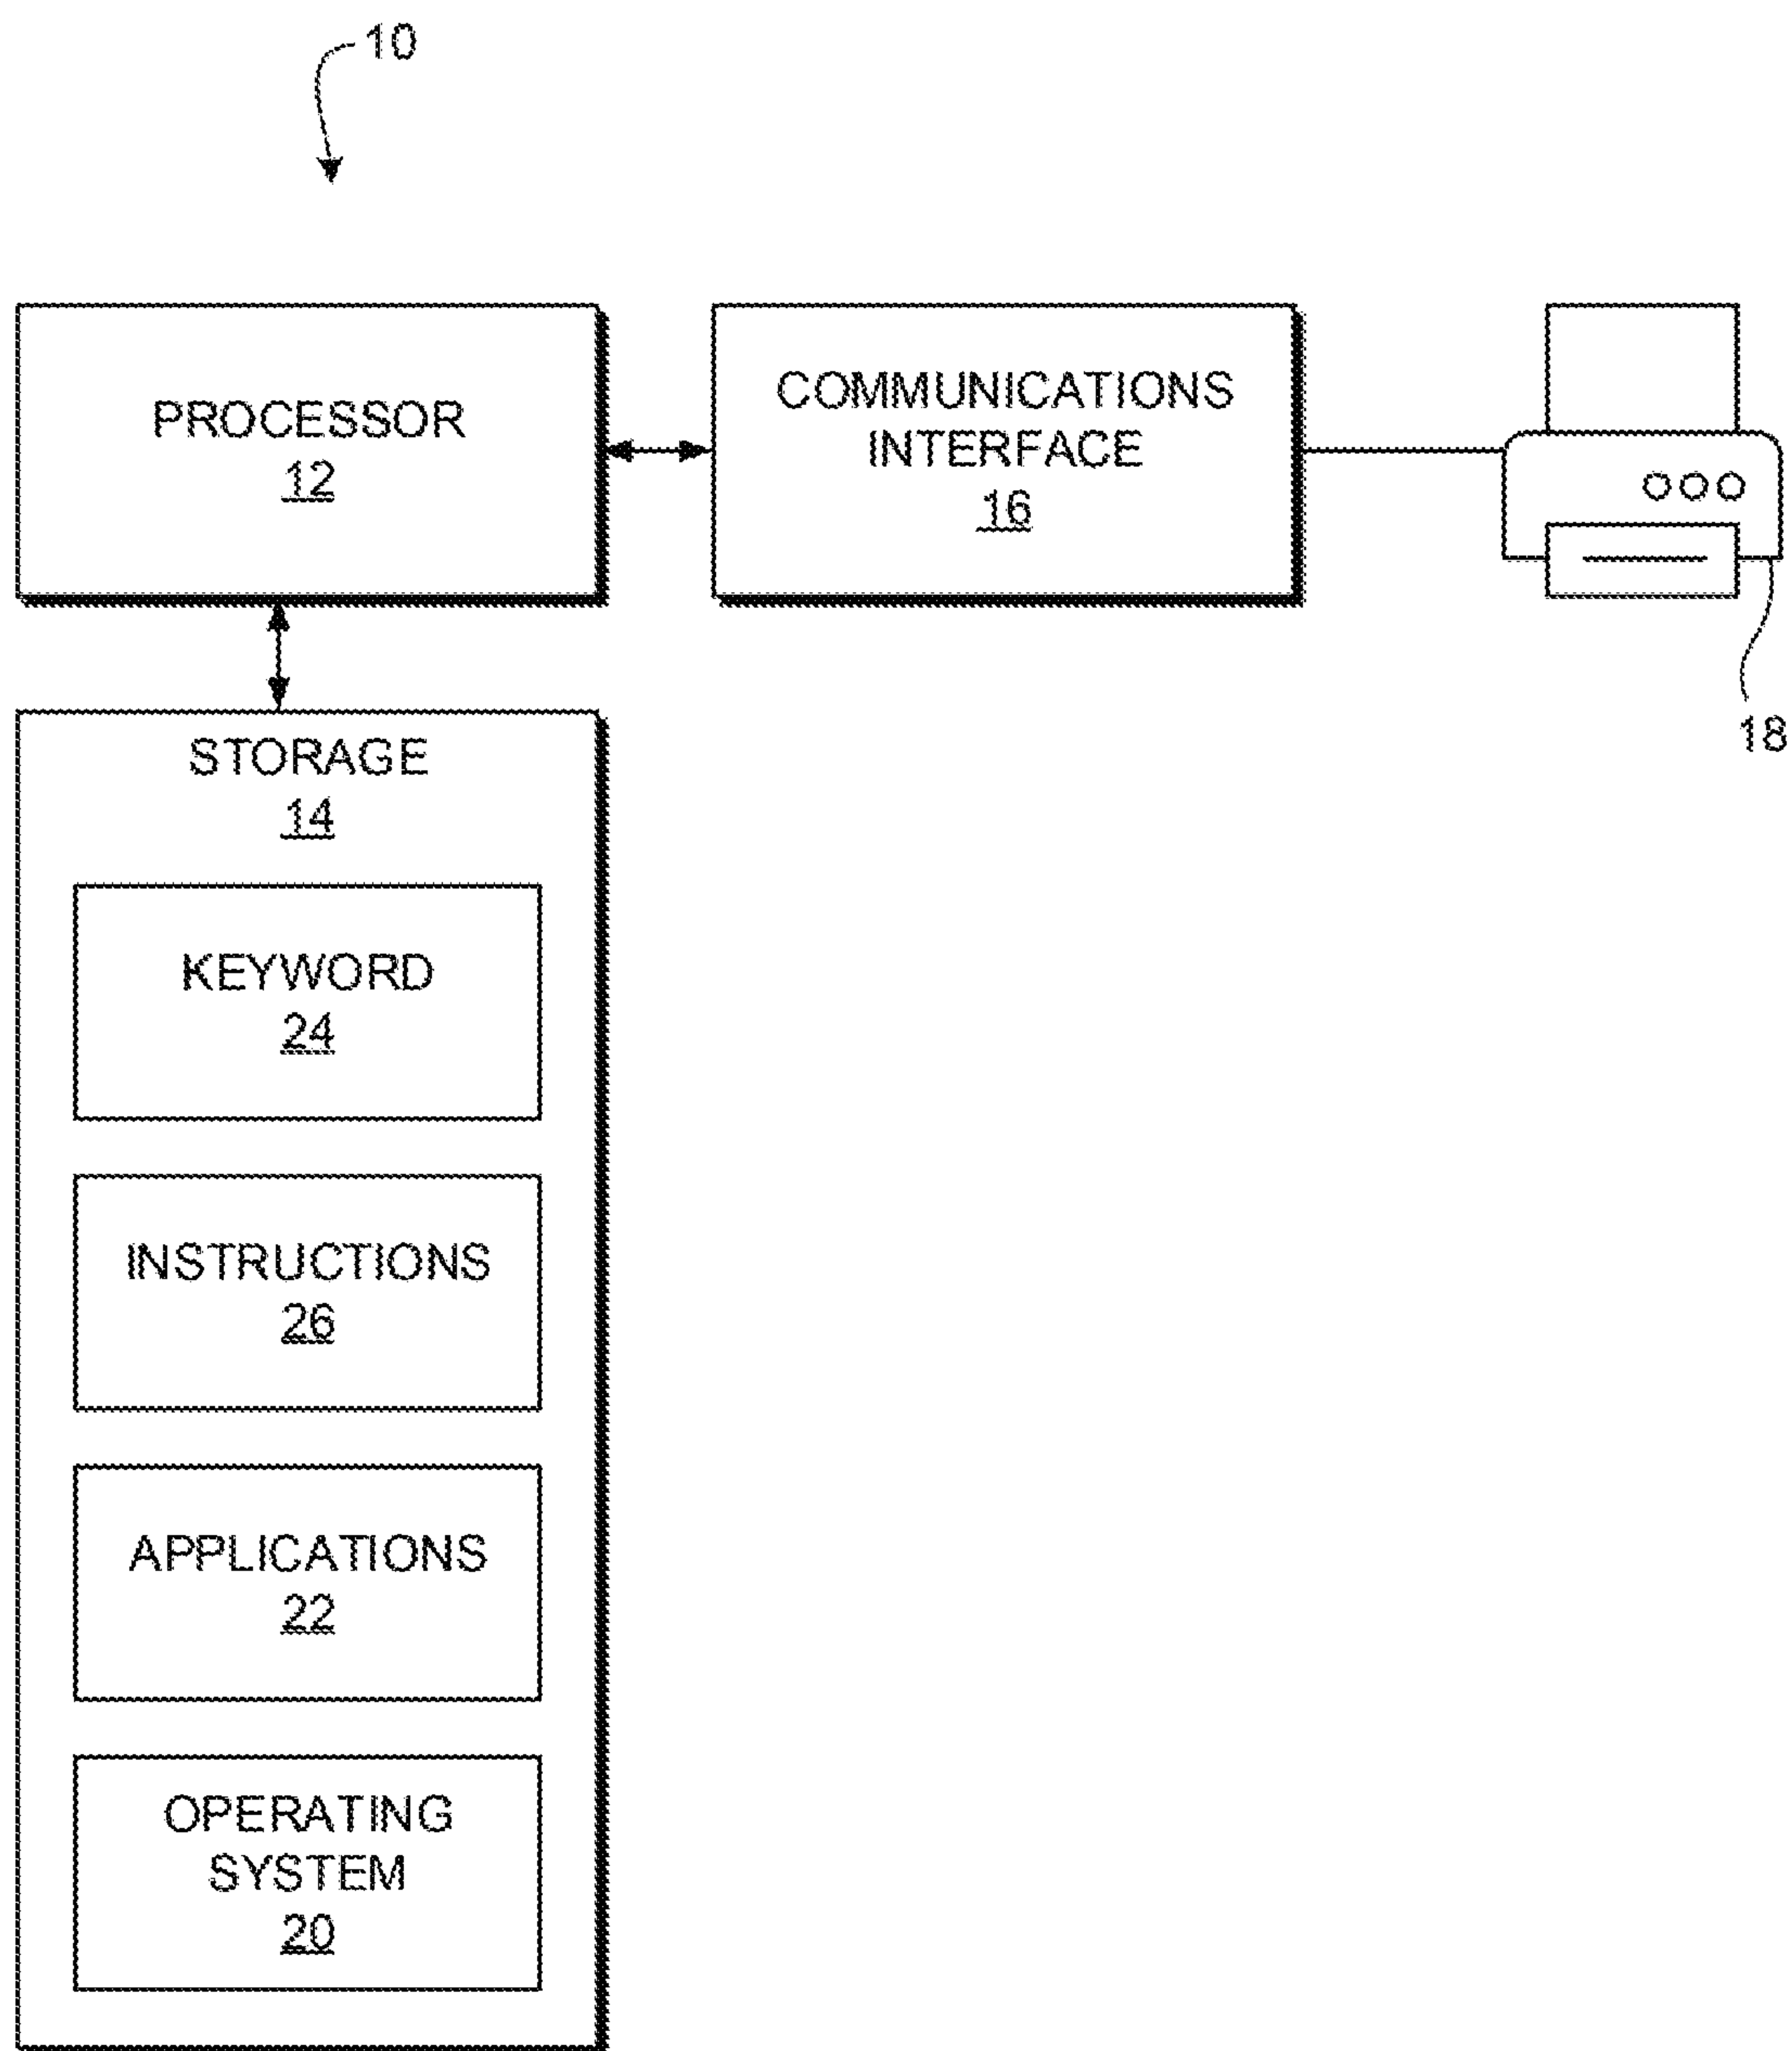 10
PROCESSOR
12
COMMUNICATIONS
INTERFACE
16
18
STORAGE
14
KEYWORD
24
INSTRUCTIONS
26
APPLICATIONS
22
OPERATING
SYSTEM
20